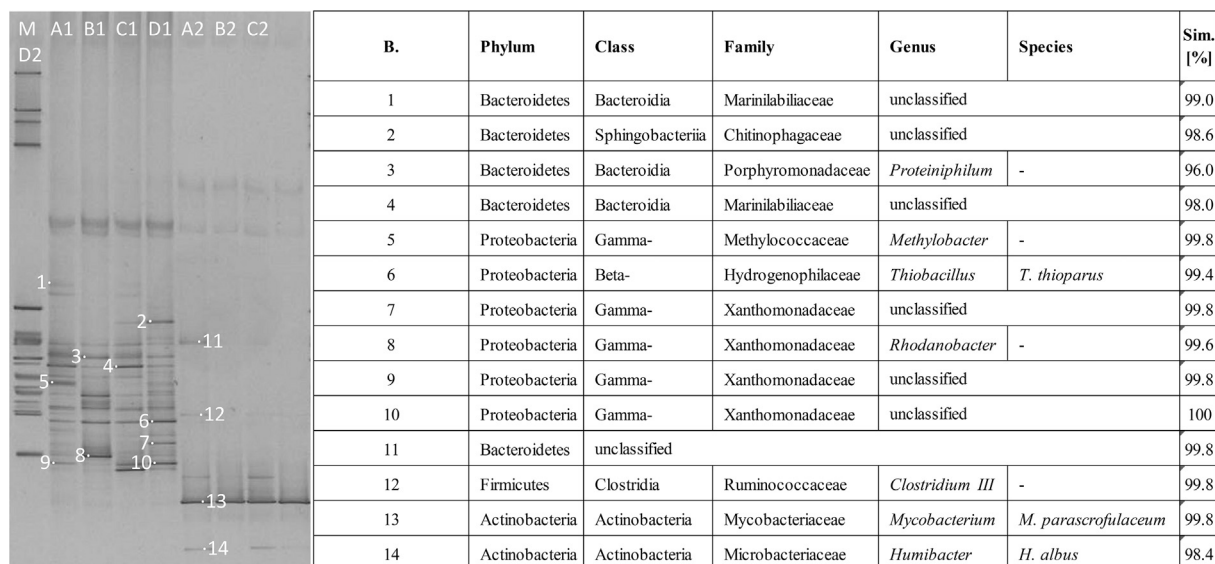 M A1 B1 C1 D1 A2 B2 C2
D2
1
2
11
3
4
5
12
6
7
8
9
10
13
14
B. Phylum Class Family Genus Species Sim. [%]
1 Bacteroidetes Bacteroidia Marinilabiliaceae unclassified 99.0
2 Bacteroidetes Sphingobacteriia Chitinophagaceae unclassified 98.6
3 Bacteroidetes Bacteroidia Porphyromonadaceae Proteiniphilum - 96.0
4 Bacteroidetes Bacteroidia Marinilabiliaceae unclassified 98.0
5 Proteobacteria Gamma- Methylococcaceae Methylobacter - 99.8
6 Proteobacteria Beta- Hydrogenophilaceae Thiobacillus T. thioparus 99.4
7 Proteobacteria Gamma- Xanthomonadaceae unclassified 99.8
8 Proteobacteria Gamma- Xanthomonadaceae Rhodanobacter - 99.6
9 Proteobacteria Gamma- Xanthomonadaceae unclassified 99.8
10 Proteobacteria Gamma- Xanthomonadaceae unclassified 100
11 Bacteroidetes unclassified 99.8
12 Firmicutes Clostridia Ruminococcaceae Clostridium III - 99.8
13 Actinobacteria Actinobacteria Mycobacteriaceae Mycobacterium M. parascrofulaceum 99.8
14 Actinobacteria Actinobacteria Microbacteriaceae Humibacter H. albus 98.4